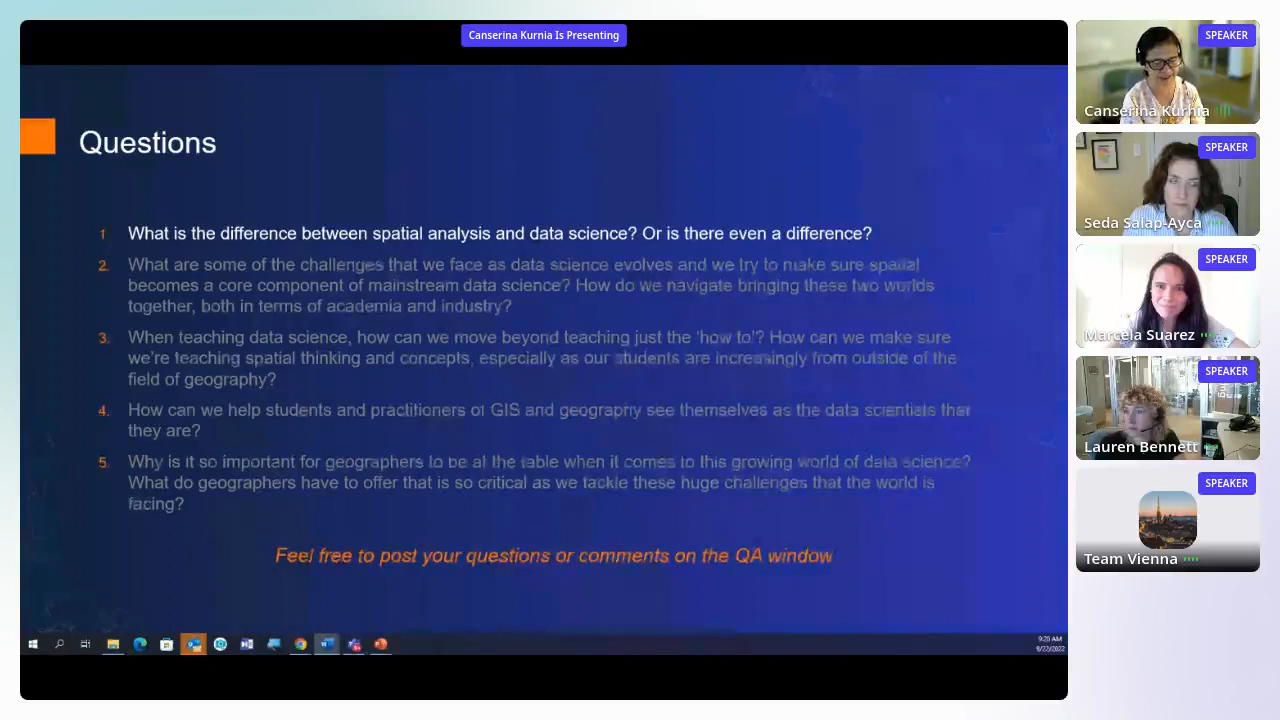 Canserina Kurnia Is Presenting
Questions
1 What is the difference between spatial analysis and data science? Or is there even a difference?
2. What are some of the challenges that we face as data science evolves and we try to make sure spatial
becomes a core component of mainstream data science? How do we navigate bringing these two worlds
together, both in terms of academia and industry?
3. When teaching data science, how can we move beyond teaching just the 'how to'? How can we make sure
we're teaching spatial thinking and concepts, especially as our students are increasingly from outside of the
field of geography?
4. How can we help students and practitioners of GIS and geography see themselves as the data scientists that
they are?
5. Why is it so important for geographers to be at the table when it comes to this growing world of data science?
What do geographers have to offer that is so critical as we tackle these huge challenges that the world is
facing?
Feel free to post your questions or comments on the QA window
9:20 AM
9/22/2022
SPEAKER
Canserina Kurnia
SPEAKER
Seda Salap-Ayca
SPEAKER
Marcela Suarez
SPEAKER
Lauren Bennett
SPEAKER
Team Vienna